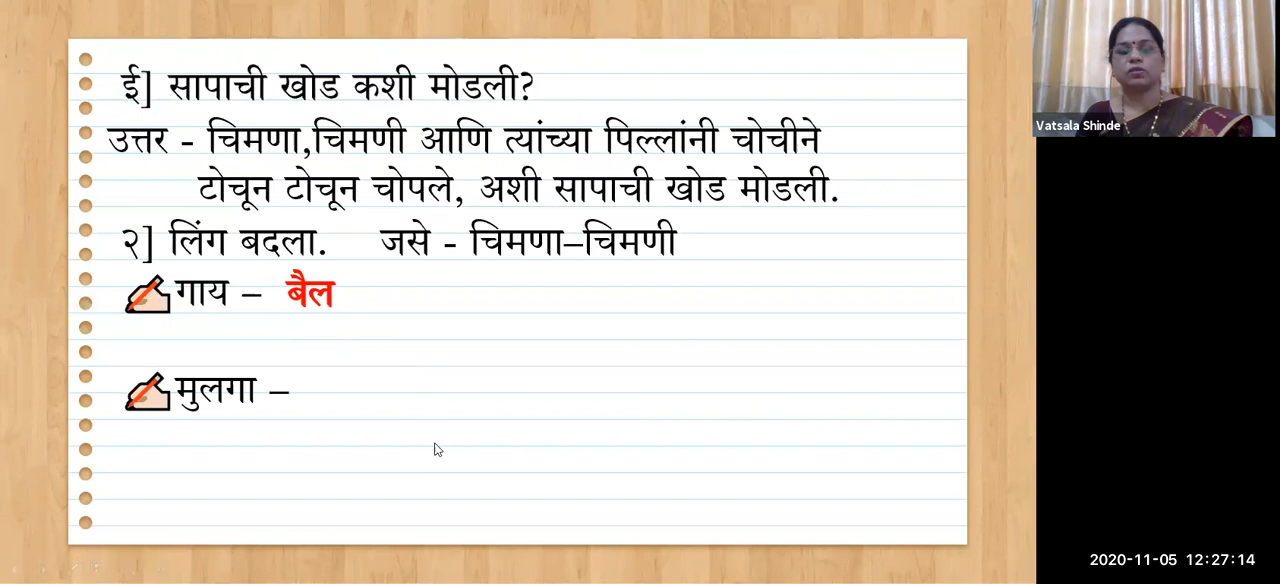 ई] सापाची खोड कशी मोडली?
उत्तर - चिमणा,चिमणी आणि त्यांच्या पिल्लांनी चोचीने
टोचून टोचून चोपले, अशी सापाची खोड मोडली.
२] लिंग बदला. जसे - चिमणा–चिमणी
गाय – बैल
मुलगा –
Vatsala Shinde
2020-11-05 12:27:14